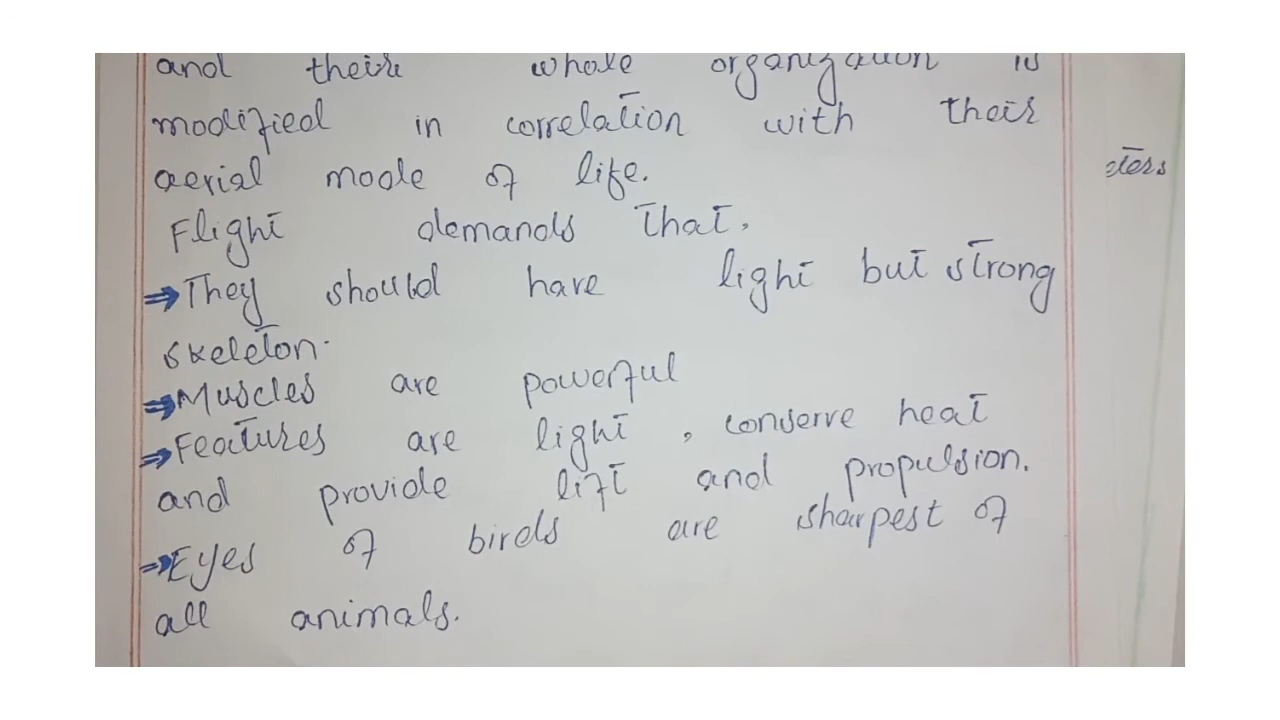 and their whole organization is
modified in correlation with their
aerial mode of life.
Flight demands that,
⇒They should have light but strong
skeleton.
⇒Muscles are powerful
⇒Features are light, conserve heat
and provide lift and propulsion.
⇒Eyes of birds are sharpest of
all animals.